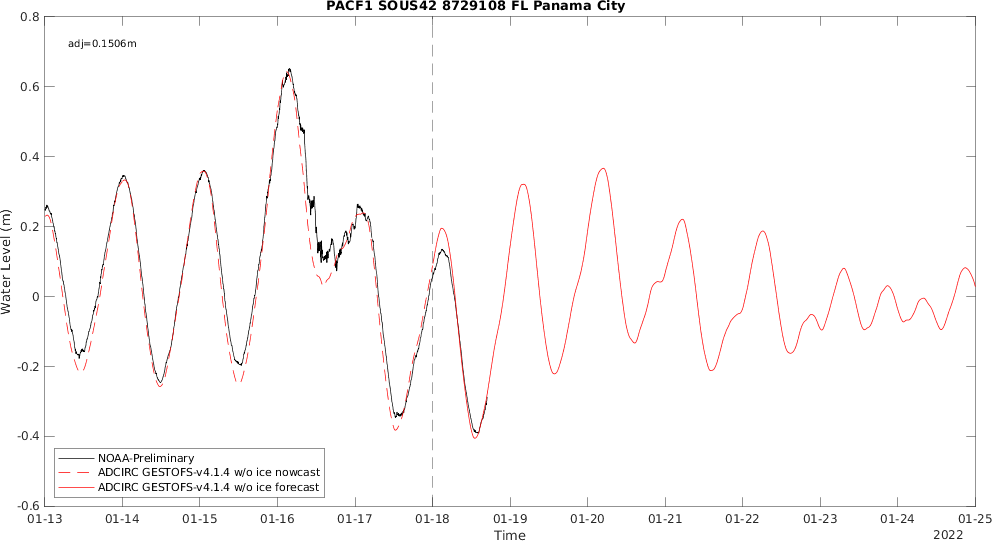 PACF1 SOUS42 8729108 FL Panama City
adj=0.1506m
0.8
0.6
0.4
0.2
0
-0.2
-0.4
-0.6
Water Level (m)
NOAA-Preliminary
ADCIRC GESTOFS-v4.1.4 w/o ice nowcast
ADCIRC GESTOFS-v4.1.4 w/o ice forecast
01-13 01-14 01-15 01-16 01-17 01-18 01-19 01-20 01-21 01-22 01-23 01-24 01-25
Time
2022